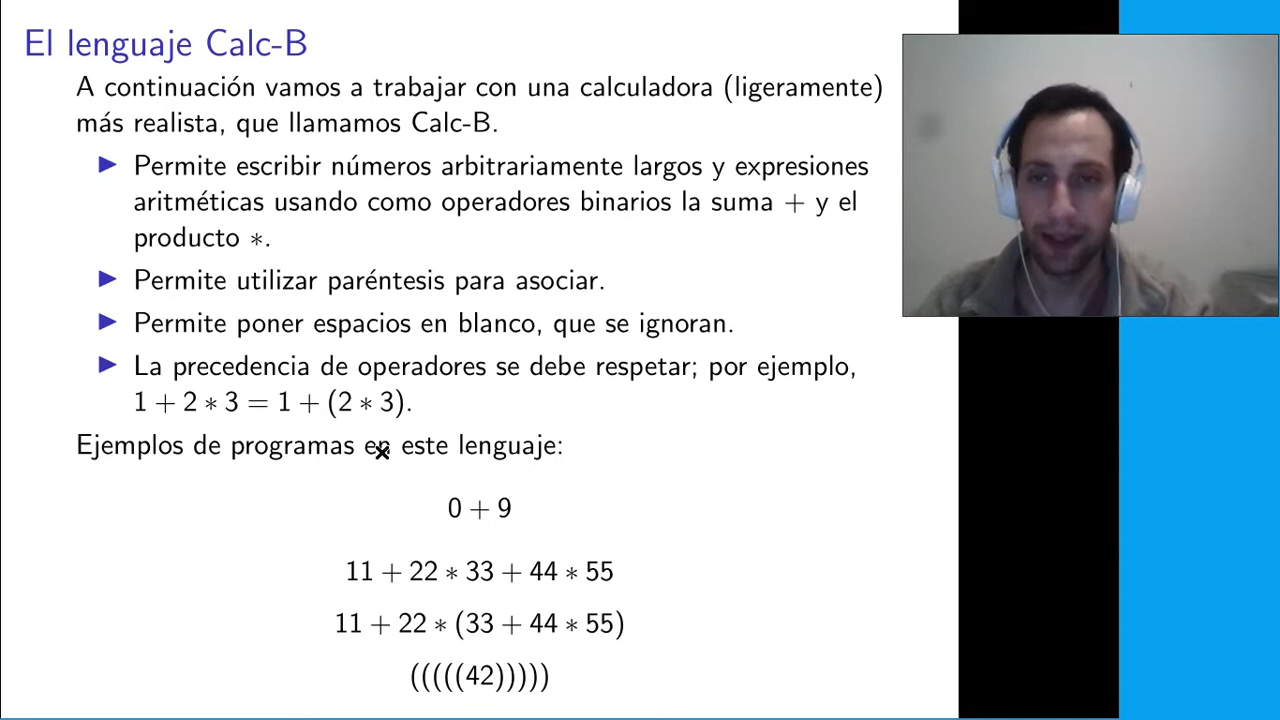 El lenguaje Calc-B
A continuación vamos a trabajar con una calculadora (ligeramente)
más realista, que llamamos Calc-B.
Permite escribir números arbitrariamente largos y expresiones
aritméticas usando como operadores binarios la suma + y el
producto ∗.
Permite utilizar paréntesis para asociar.
Permite poner espacios en blanco, que se ignoran.
La precedencia de operadores se debe respetar; por ejemplo,
1 + 2 ∗ 3 = 1 + (2 ∗ 3).
Ejemplos de programas en este lenguaje:
0 + 9
11 + 22 ∗ 33 + 44 ∗ 55
11 + 22 ∗ (33 + 44 ∗ 55)
(((((42)))))